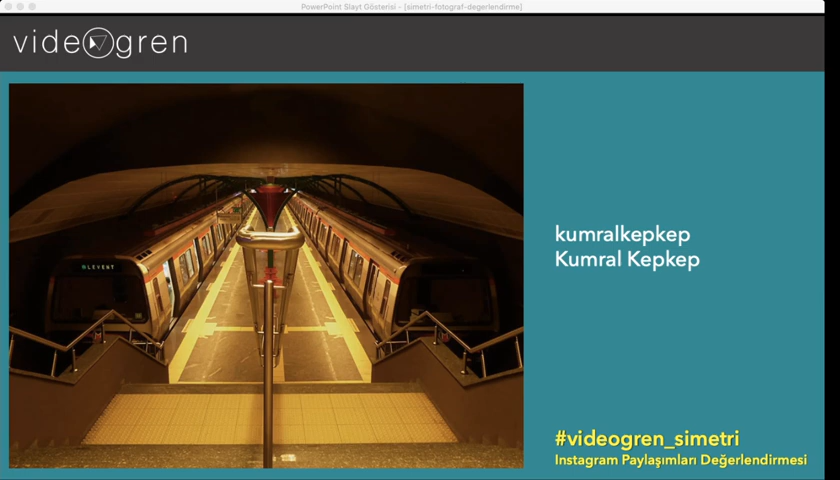 PowerPoint Slayt Gösterisi - [simetri-fotograf-degerlendirme]
videogren
LEVENT
kumralkepkep
Kumral Kepkep
#videogren_simetri
Instagram Paylaşımları Değerlendirmesi